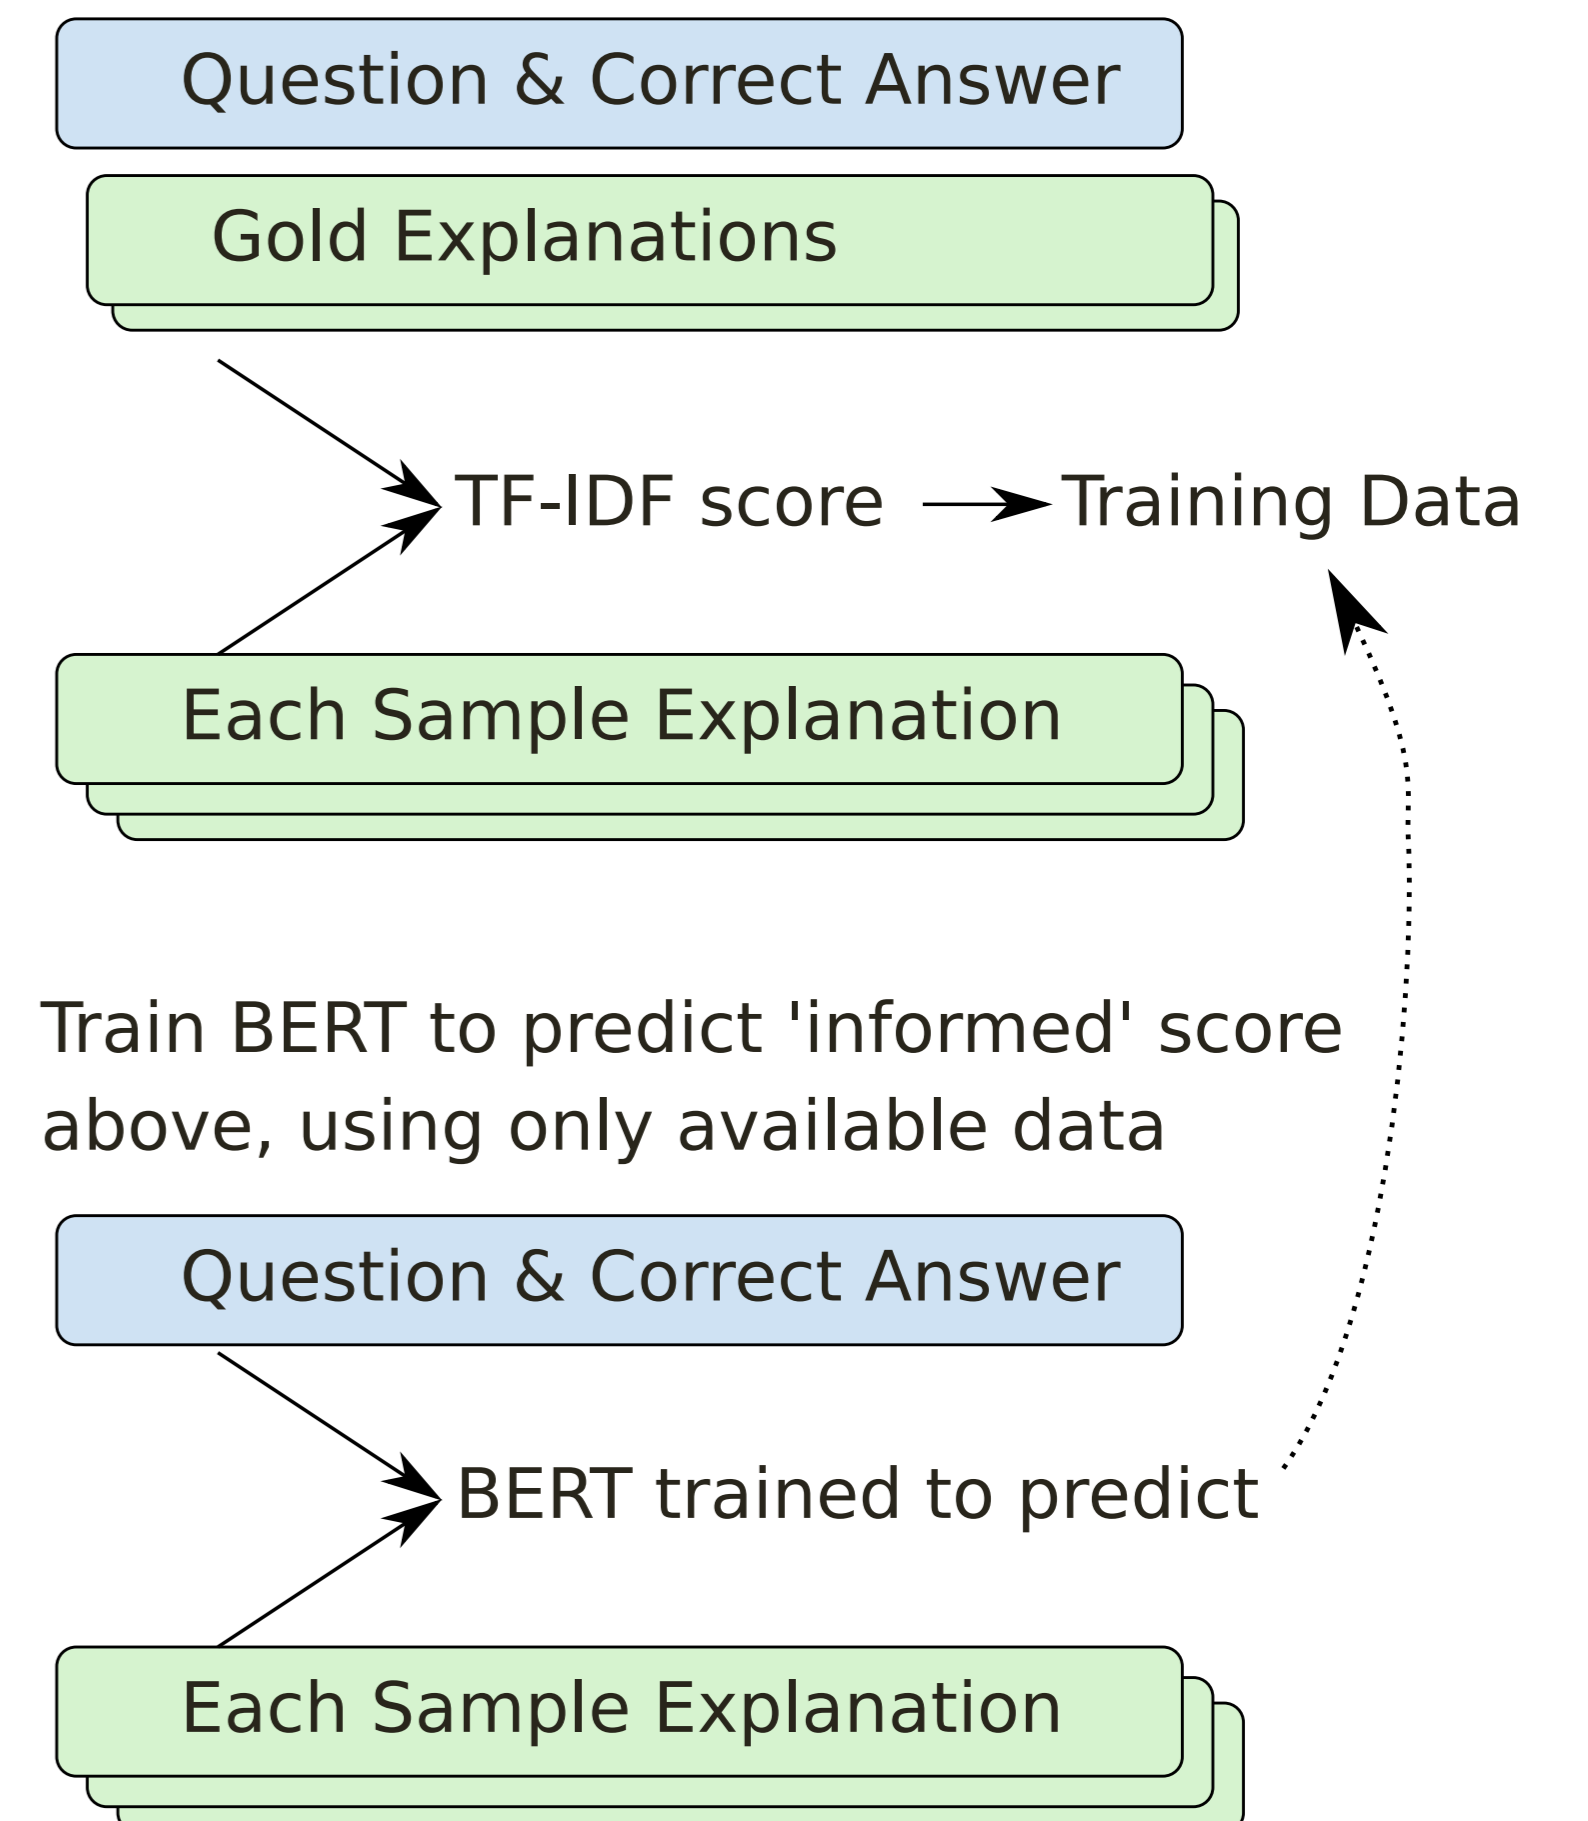 Question & Correct Answer
Gold Explanations
TF-IDF score
Training Data
Each Sample Explanation
Train BERT to predict 'informed' score
above, using only available data
Question & Correct Answer
BERT trained to predict
Each Sample Explanation